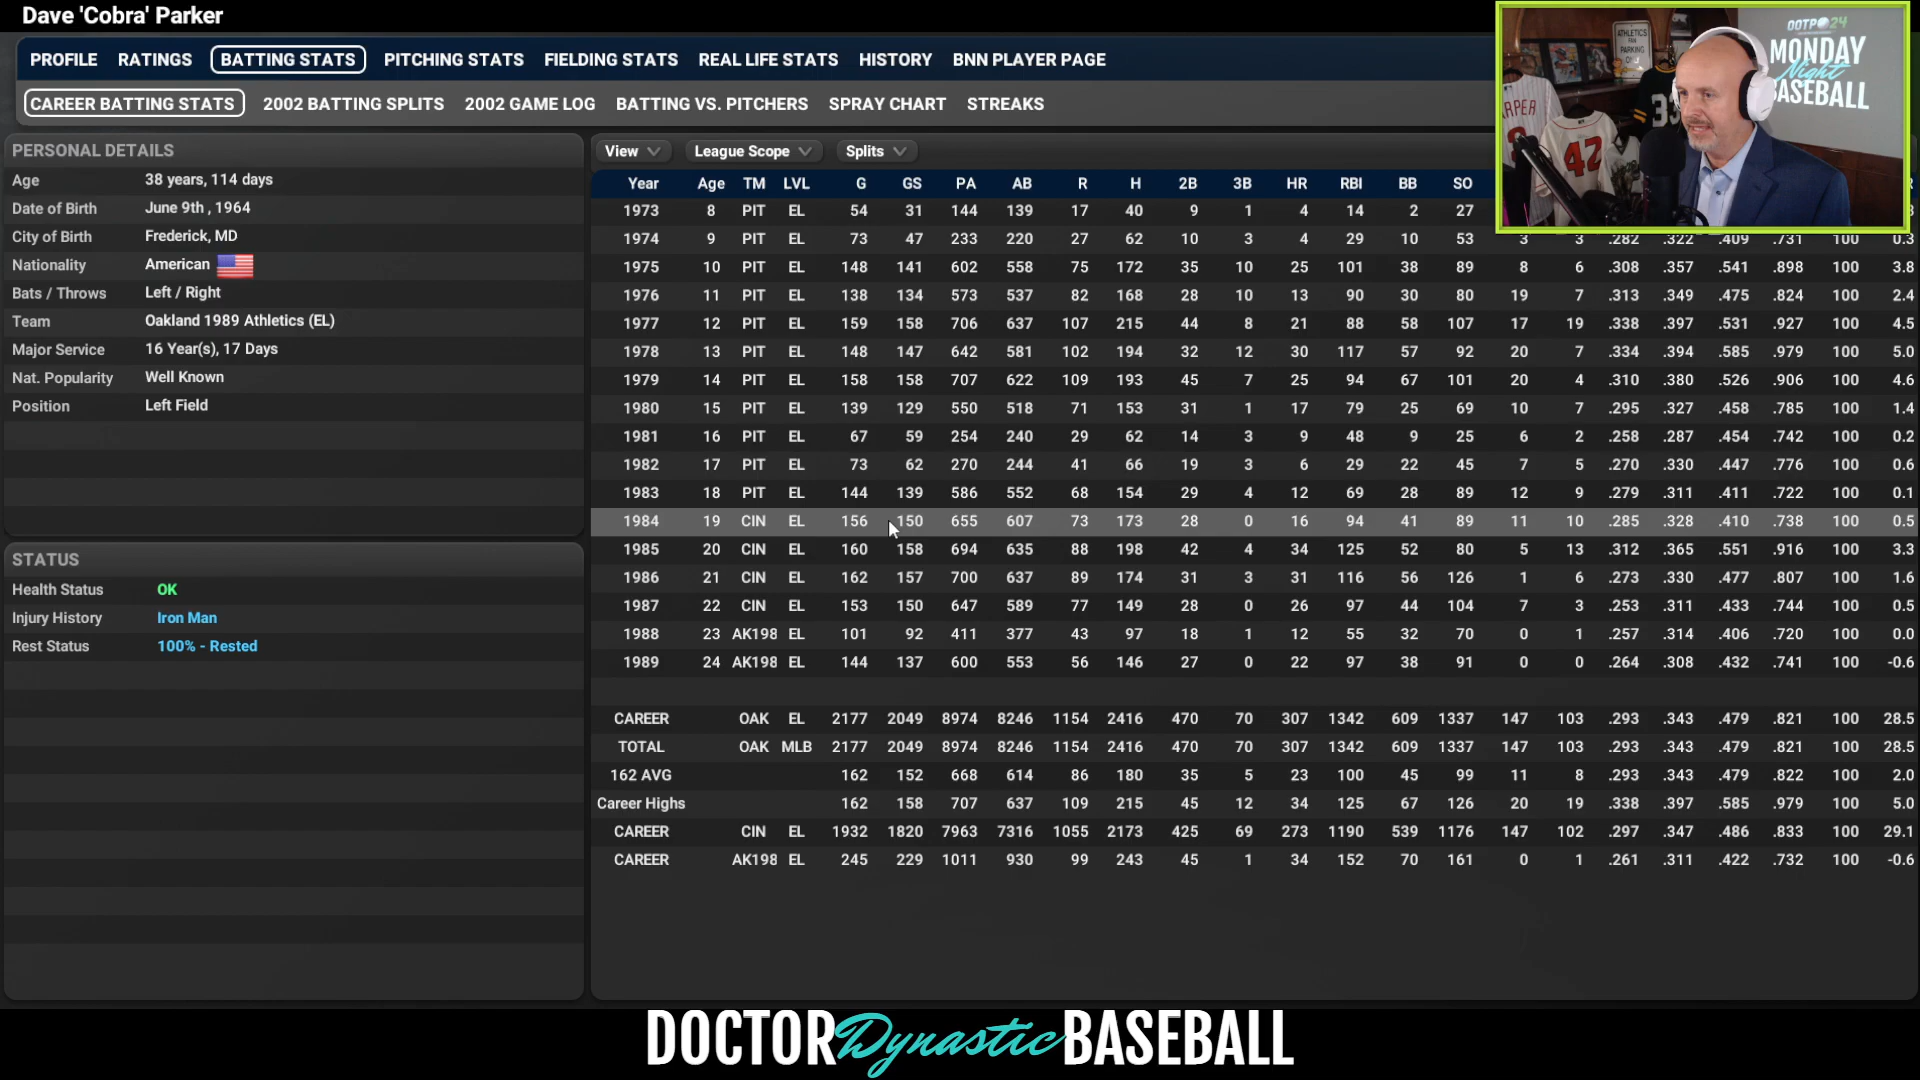 Dave 'Cobra' Parker
PROFILE RATINGS BATTING STATS PITCHING STATS FIELDING STATS REAL LIFE STATS HISTORY BNN PLAYER PAGE
CAREER BATTING STATS 2002 BATTING SPLITS 2002 GAME LOG BATTING VS. PITCHERS SPRAY CHART STREAKS
OOTP 24
MONDAY
Night
BASEBALL
ATHLETICS
FAN
PARKING
ONLY
42
PERSONAL DETAILS
Age 38 years, 114 days
Date of Birth June 9th , 1964
City of Birth Frederick, MD
Nationality American
Bats / Throws Left / Right
Team Oakland 1989 Athletics (EL)
Major Service 16 Year(s), 17 Days
Nat. Popularity Well Known
Position Left Field
STATUS
Health Status OK
Injury History Iron Man
Rest Status 100% - Rested
View League Scope Splits
Year Age TM LVL G GS PA AB R H 2B 3B HR RBI BB SO
1973 8 PIT EL 54 31 144 139 17 40 9 1 4 14 2 27
1974 9 PIT EL 73 47 233 220 27 62 10 3 4 29 10 53 3 3 .282 .322 .409 .731 100 0.3
1975 10 PIT EL 148 141 602 558 75 172 35 10 25 101 38 89 8 6 .308 .357 .541 .898 100 3.8
1976 11 PIT EL 138 134 573 537 82 168 28 10 13 90 30 80 19 7 .313 .349 .475 .824 100 2.4
1977 12 PIT EL 159 158 706 637 107 215 44 8 21 88 58 107 17 19 .338 .397 .531 .927 100 4.5
1978 13 PIT EL 148 147 642 581 102 194 32 12 30 117 57 92 20 7 .334 .394 .585 .979 100 5.0
1979 14 PIT EL 158 158 707 622 109 193 45 7 25 94 67 101 20 4 .310 .380 .526 .906 100 4.6
1980 15 PIT EL 139 129 550 518 71 153 31 1 17 79 25 69 10 7 .295 .327 .458 .785 100 1.4
1981 16 PIT EL 67 59 254 240 29 62 14 3 9 48 9 25 6 2 .258 .287 .454 .742 100 0.2
1982 17 PIT EL 73 62 270 244 41 66 19 3 6 29 22 45 7 5 .270 .330 .447 .776 100 0.6
1983 18 PIT EL 144 139 586 552 68 154 29 4 12 69 28 89 12 9 .279 .311 .411 .722 100 0.1
1984 19 CIN EL 156 150 655 607 73 173 28 0 16 94 41 89 11 10 .285 .328 .410 .738 100 0.5
1985 20 CIN EL 160 158 694 635 88 198 42 4 34 125 52 80 5 13 .312 .365 .551 .916 100 3.3
1986 21 CIN EL 162 157 700 637 89 174 31 3 31 116 56 126 1 6 .273 .330 .477 .807 100 1.6
1987 22 CIN EL 153 150 647 589 77 149 28 0 26 97 44 104 7 3 .253 .311 .433 .744 100 0.5
1988 23 AK198 EL 101 92 411 377 43 97 18 1 12 55 32 70 0 1 .257 .314 .406 .720 100 0.0
1989 24 AK198 EL 144 137 600 553 56 146 27 0 22 97 38 91 0 0 .264 .308 .432 .741 100 -0.6
CAREER OAK EL 2177 2049 8974 8246 1154 2416 470 70 307 1342 609 1337 147 103 .293 .343 .479 .821 100 28.5
TOTAL OAK MLB 2177 2049 8974 8246 1154 2416 470 70 307 1342 609 1337 147 103 .293 .343 .479 .821 100 28.5
162 AVG 162 152 668 614 86 180 35 5 23 100 45 99 11 8 .293 .343 .479 .822 100 2.0
Career Highs 162 158 707 637 109 215 45 12 34 125 67 126 20 19 .338 .397 .585 .979 100 5.0
CAREER CIN EL 1932 1820 7963 7316 1055 2173 425 69 273 1190 539 1176 147 102 .297 .347 .486 .833 100 29.1
CAREER AK198 EL 245 229 1011 930 99 243 45 1 34 152 70 161 0 1 .261 .311 .422 .732 100 -0.6
DOCTOR Dynastic BASEBALL